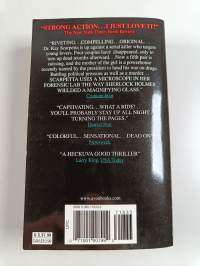 "STRONG ACTION... I JUST LOVE IT!"
The New York Times Book Review
"RIVETING... COMPELLING... ORIGINAL.
Dr. Kay Scarpetta is up against a serial killer who targets
young lovers. Four couples have disappeared, only to
turn up dead months afterward. Now a fifth pair is
missing, and the mother of the girl is a powerhouse
recently named by the president to lead his war on drugs.
Battling political pressure as well as a murder...
SCARPETTA USES A MICROSCOPE IN HER
FORENSIC LAB THE WAY SHERLOCK HOLMES
WIELDED A MAGNIFYING GLASS."
Cosmopolitan
"CAPTIVATING... WHAT A RIDE!
YOU'LL PROBABLY STAY UP ALL NIGHT
TURNING THE PAGES."
"COLORFUL... SENSATIONAL... DEAD ON"
Newsweek
"A HECKUVA GOOD THRILLER"
Larry King, USA Today
www.avonbooks.com